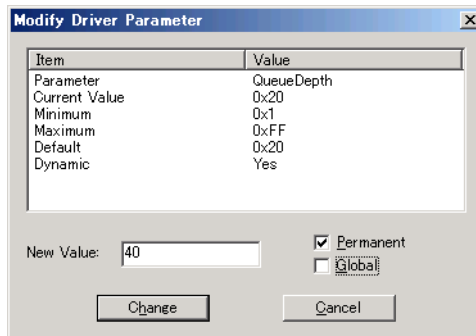 Modify Driver Parameter
Item Value
Parameter QueueDepth
Current Value 0x20
Minimum 0x1
Maximum 0xFF
Default 0x20
Dynamic Yes
New Value: 40
Permanent
Global
Change Cancel